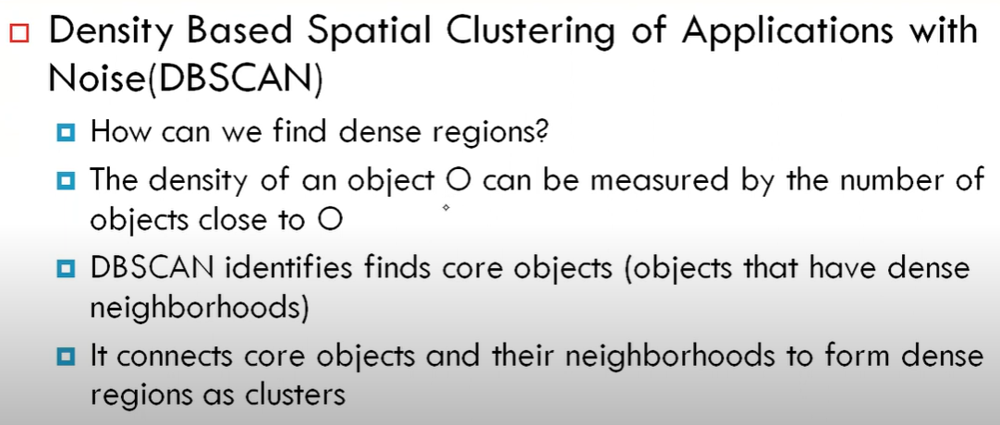 Density Based Spatial Clustering of Applications with
Noise(DBSCAN)
How can we find dense regions?
The density of an object O can be measured by the number of
objects close to O
DBSCAN identifies finds core objects (objects that have dense
neighborhoods)
It connects core objects and their neighborhoods to form dense
regions as clusters